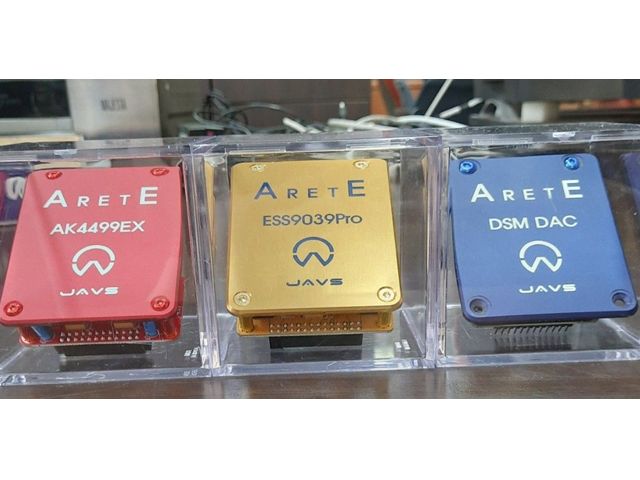 ARETE
AK4499EX
JAVS
ARETE
ESS9039Pro
JAVS
ARETE
DSM DAC
JAVS